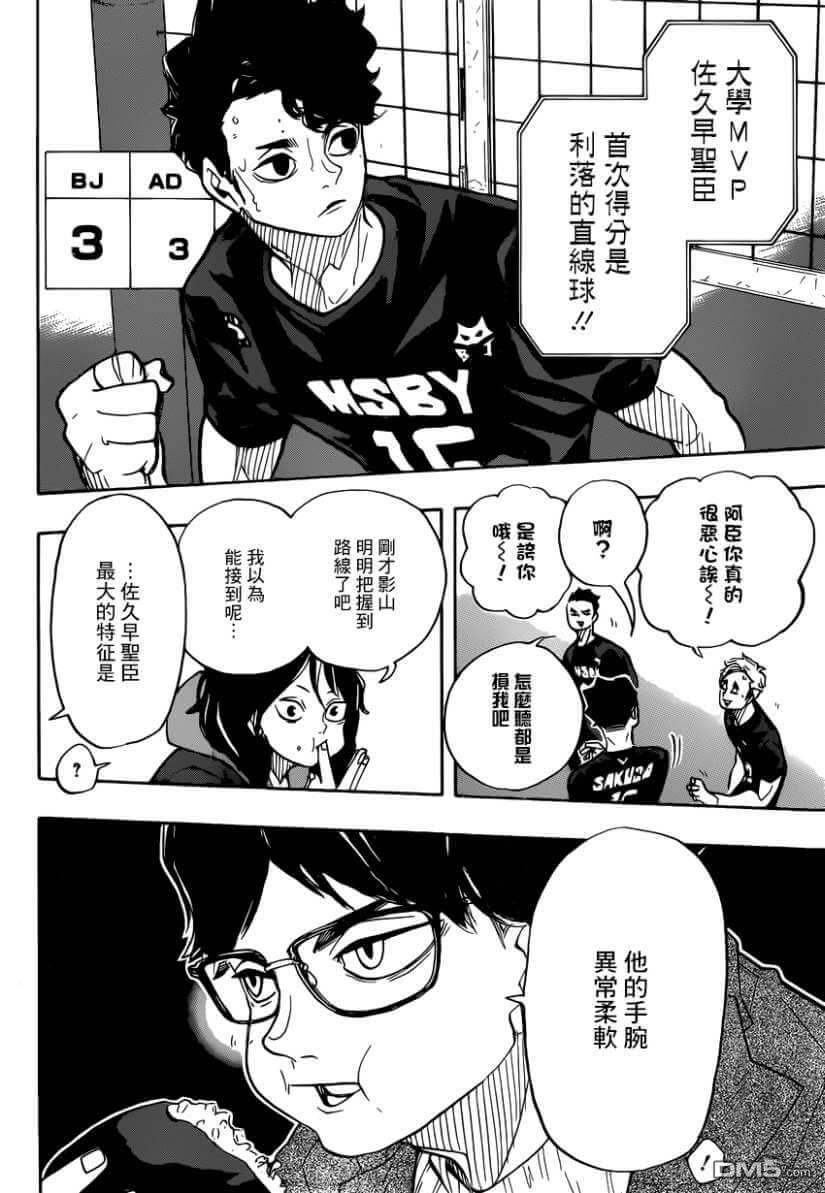 大學MVP
佐久早聖臣
首次得分是
利落的直線球!!
BJ AD
3 3
B J
MSBY
阿臣你真的
很惡心誒~!
啊?
是誇你
哦~!
怎麼聽都是
損我吧
MSBY
SAKUSA
剛才影山
明明把握到
路線了吧
我以為
能接到呢…
…佐久早聖臣
最大的特征是
?
他的手腕
異常柔軟
!
DM5.com